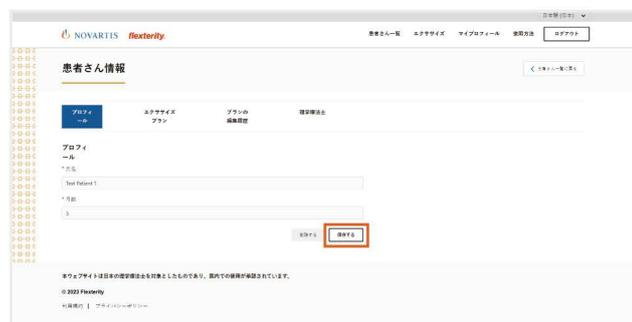 日本語 (日本)
NOVARTIS flexterity.
患者さん一覧 エクササイズ マイプロフィール 使用方法 ログアウト
患者さん情報
患者さん一覧に戻る
プロフィ
ール
エクササイズ
プラン
プランの
編集履歴
理学療法士
プロフィ
ール
* 氏名
Test Patient 1
* 月齢
3
削除する 保存する
本ウェブサイトは日本の理学療法士を対象としたものであり、国内での使用が承認されています。
© 2023 Flexterity
利用規約 | プライバシーポリシー